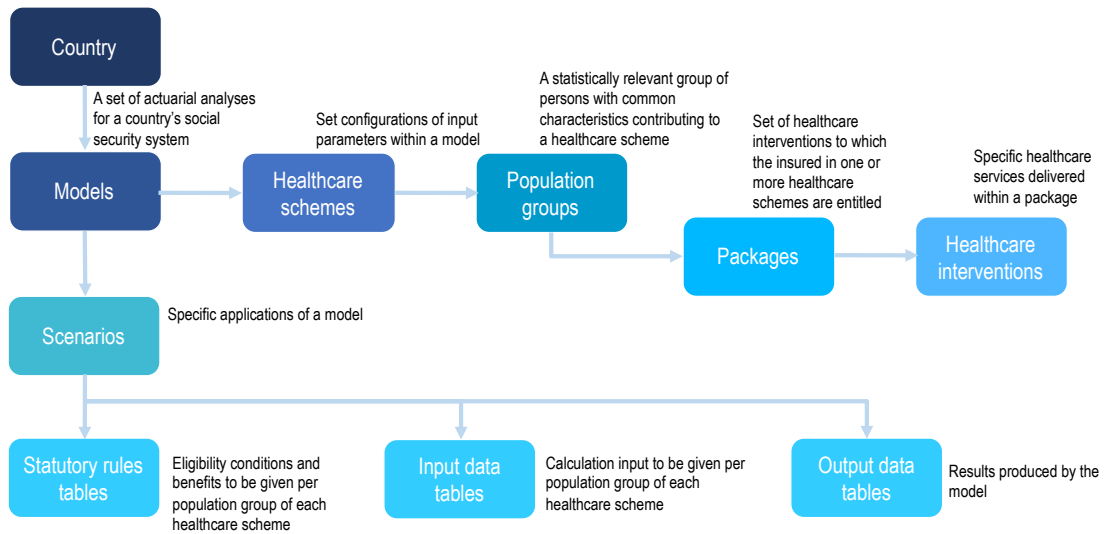 Country
A set of actuarial analyses
for a country’s social
security system
Models
Set configurations of input
parameters within a model
Healthcare
schemes
A statistically relevant group of
persons with common
characteristics contributing to
a healthcare scheme
Population
groups
Set of healthcare
interventions to which
the insured in one or
more healthcare
schemes are entitled
Packages
Specific healthcare
services delivered
within a package
Healthcare
interventions
Scenarios
Specific applications of a model
Statutory rules
tables
Eligibility conditions and
benefits to be given per
population group of each
healthcare scheme
Input data
tables
Calculation input to be given per
population group of each
healthcare scheme
Output data
tables
Results produced by the
model